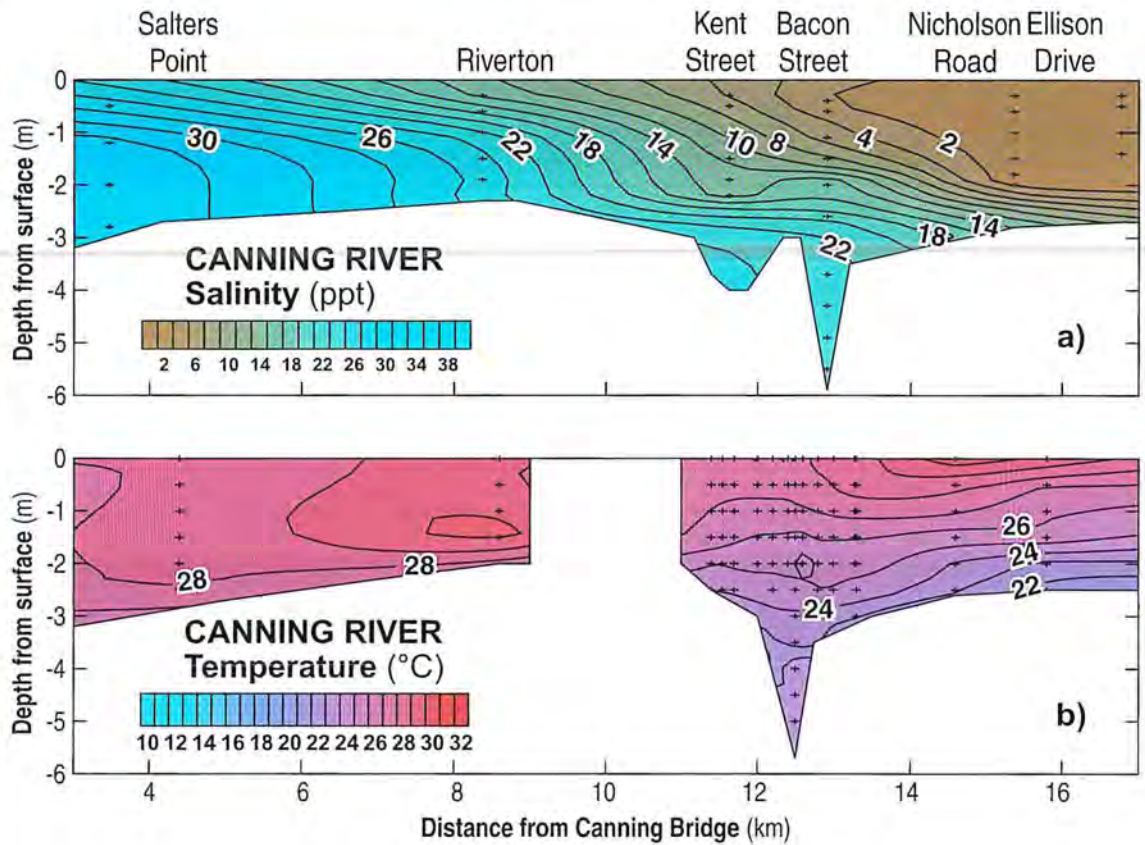 Salters Point
Riverton
Kent Street
Bacon Street
Nicholson Road
Ellison Drive
0
-1
-2
-3
-4
-5
-6
Depth from surface (m)
30
26
22
18
14
10
8
4
2
22
18
14
CANNING RIVER
Salinity (ppt)
2 6 10 14 18 22 26 30 34 38
a)
0
-1
-2
-3
-4
-5
-6
Depth from surface (m)
28
28
26
24
22
24
CANNING RIVER
Temperature (°C)
10 12 14 16 18 20 22 24 26 28 30 32
b)
4 6 8 10 12 14 16
Distance from Canning Bridge (km)